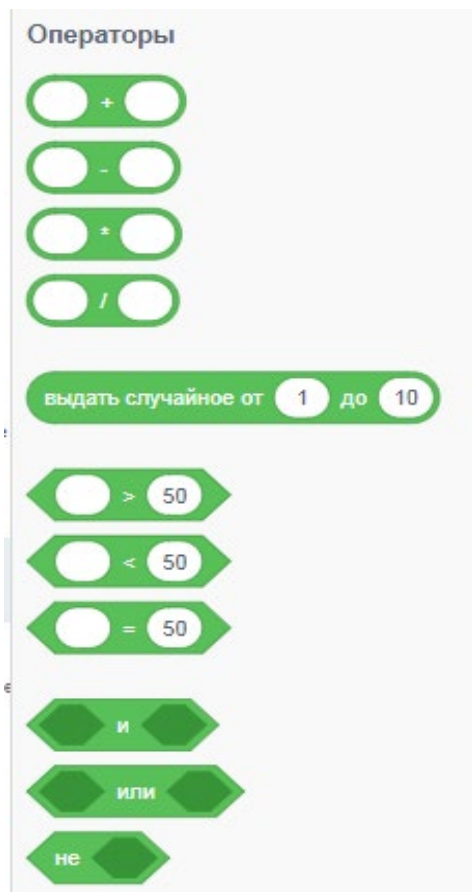 Операторы
+
-
*
/
выдать случайное от 1 до 10
> 50
< 50
= 50
и
или
не